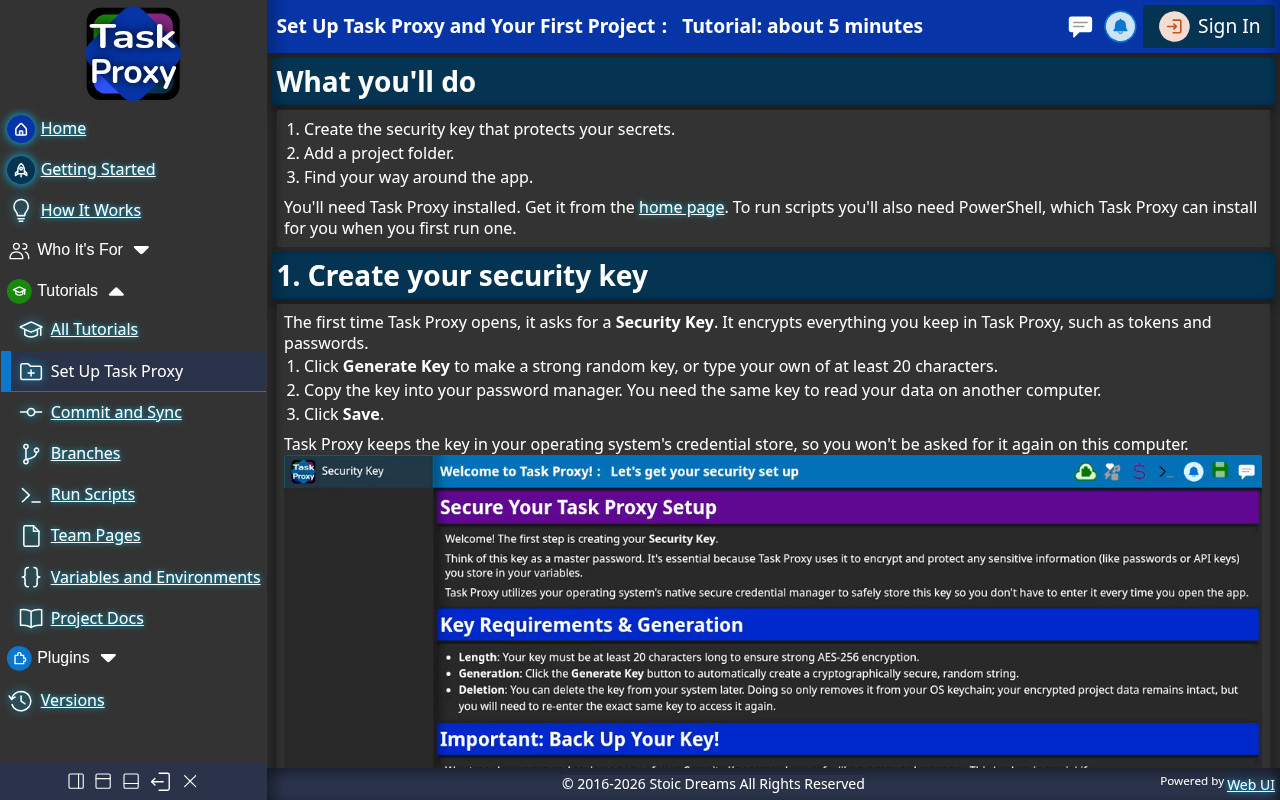 Task
Proxy
Home
Getting Started
How It Works
Who It's For
Tutorials
All Tutorials
Set Up Task Proxy
Commit and Sync
Branches
Run Scripts
Team Pages
Variables and Environments
Project Docs
Plugins
Versions
Set Up Task Proxy and Your First Project : Tutorial: about 5 minutes
Sign In
What you'll do
1. Create the security key that protects your secrets.
2. Add a project folder.
3. Find your way around the app.
You'll need Task Proxy installed. Get it from the home page. To run scripts you'll also need PowerShell, which Task Proxy can install
for you when you first run one.
1. Create your security key
The first time Task Proxy opens, it asks for a Security Key. It encrypts everything you keep in Task Proxy, such as tokens and
passwords.
1. Click Generate Key to make a strong random key, or type your own of at least 20 characters.
2. Copy the key into your password manager. You need the same key to read your data on another computer.
3. Click Save.
Task Proxy keeps the key in your operating system's credential store, so you won't be asked for it again on this computer.
Task
Proxy
Security Key
Welcome to Task Proxy! : Let's get your security set up
Secure Your Task Proxy Setup
Welcome! The first step is creating your Security Key.
Think of this key as a master password. It's essential because Task Proxy uses it to encrypt and protect any sensitive information (like passwords or API keys)
you store in your variables.
Task Proxy utilizes your operating system's native secure credential manager to safely store this key so you don't have to enter it every time you open the app.
Key Requirements & Generation
• Length: Your key must be at least 20 characters long to ensure strong AES-256 encryption.
• Generation: Click the Generate Key button to automatically create a cryptographically secure, random string.
• Deletion: You can delete the key from your system later. Doing so only removes it from your OS keychain; your encrypted project data remains intact, but
you will need to re-enter the exact same key to access it again.
Important: Back Up Your Key!
© 2016-2026 Stoic Dreams All Rights Reserved
Powered by Web UI